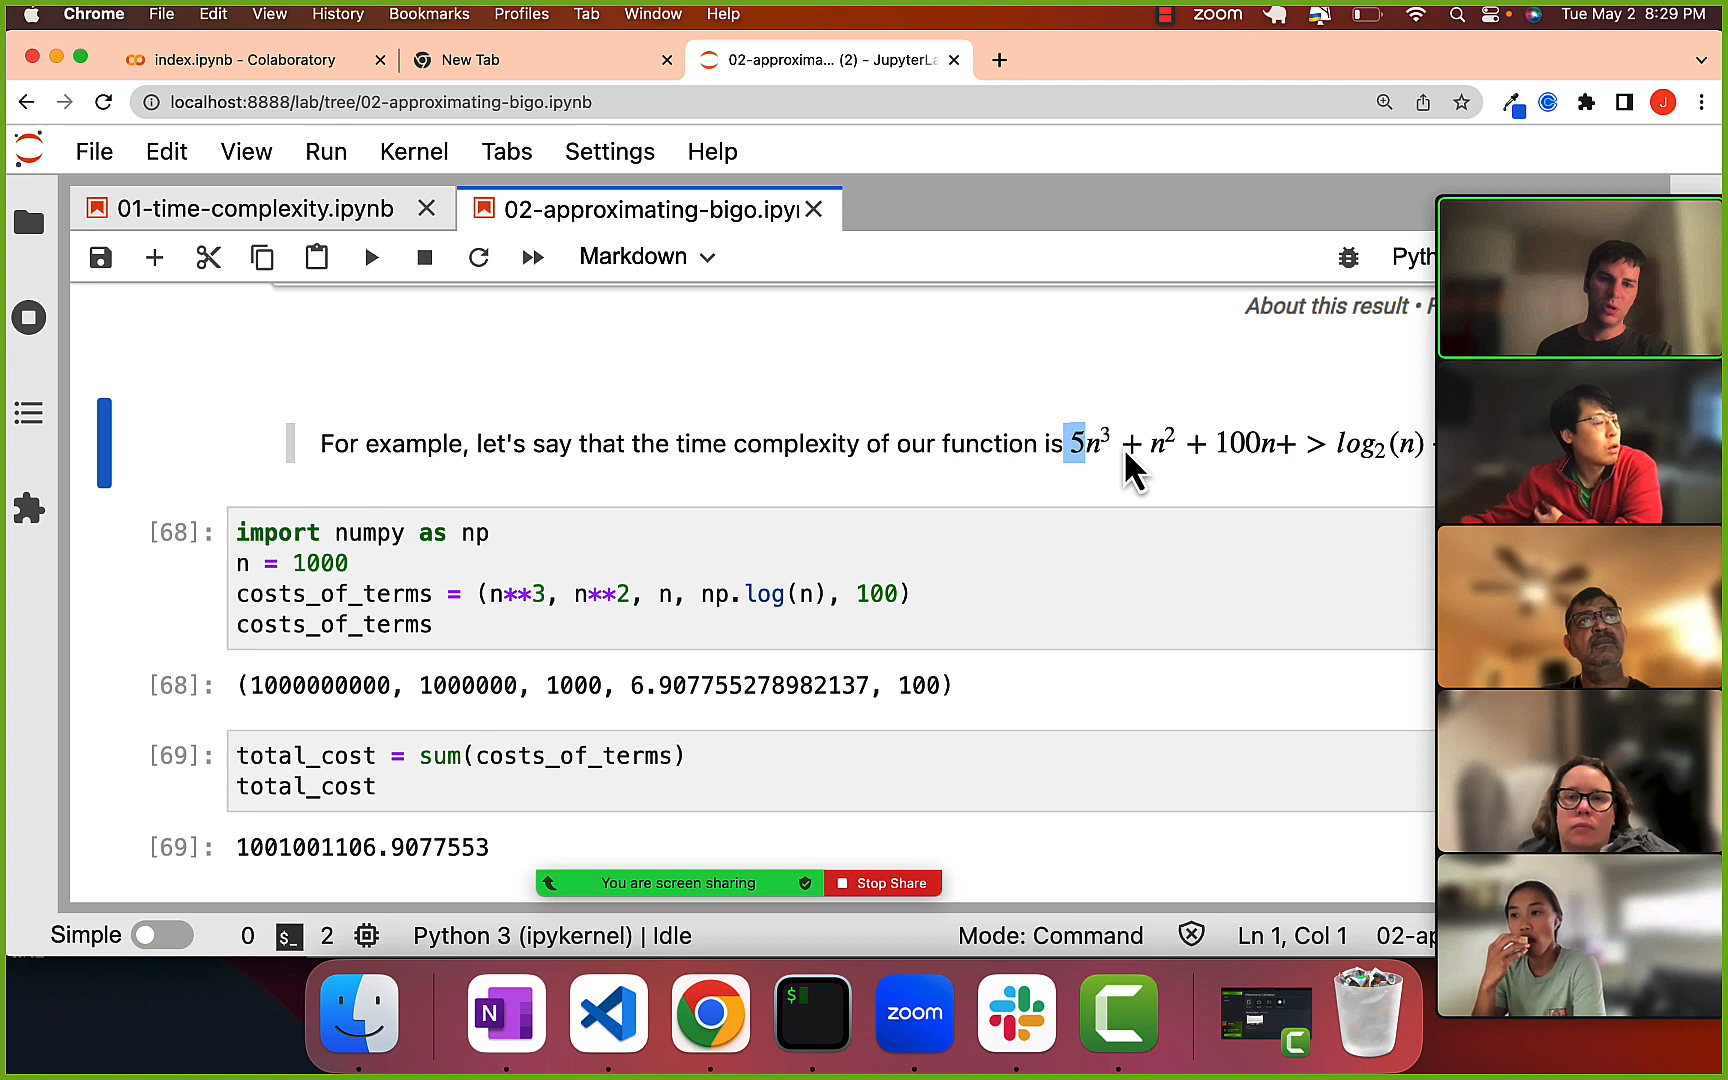 Chrome File Edit View History Bookmarks Profiles Tab Window Help zoom Tue May 2 8:29 PM
index.ipynb - Colaboratory New Tab 02-approxima... (2) - JupyterLa
localhost:8888/lab/tree/02-approximating-bigo.ipynb J
File Edit View Run Kernel Tabs Settings Help
01-time-complexity.ipynb 02-approximating-bigo.ipyn
Markdown Pyth
About this result •
For example, let's say that the time complexity of our function is 5n³ + n² + 100n+ > log₂(n)
[68]: import numpy as np
n = 1000
costs_of_terms = (n**3, n**2, n, np.log(n), 100)
costs_of_terms
[68]: (1000000000, 1000000, 1000, 6.907755278982137, 100)
[69]: total_cost = sum(costs_of_terms)
total_cost
[69]: 1001001106.9077553
You are screen sharing Stop Share
Simple 0 $_ 2 Python 3 (ipykernel) | Idle Mode: Command Ln 1, Col 1 02-ap
N $ zoom